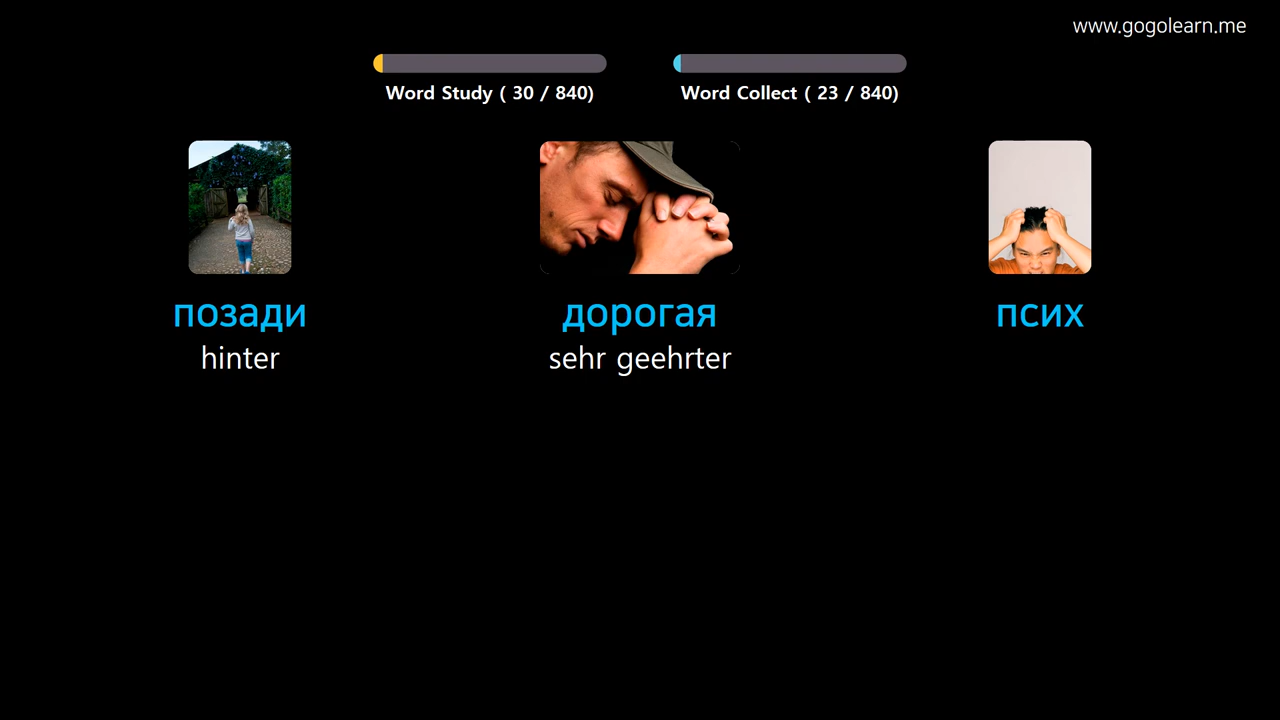 www.gogolearn.me
Word Study ( 30 / 840)
Word Collect ( 23 / 840)
позади
hinter
дорогая
sehr geehrter
псих